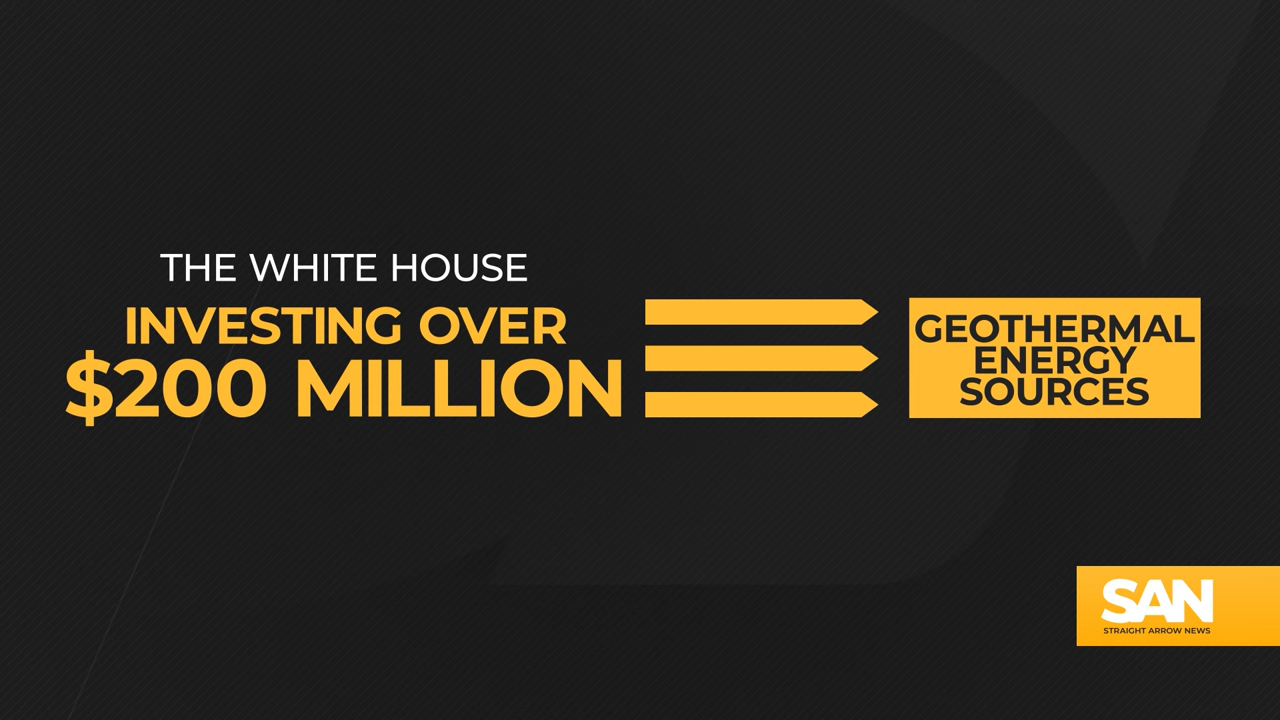 THE WHITE HOUSE
INVESTING OVER
$200 MILLION
GEOTHERMAL
ENERGY
SOURCES
SAN
STRAIGHT ARROW NEWS